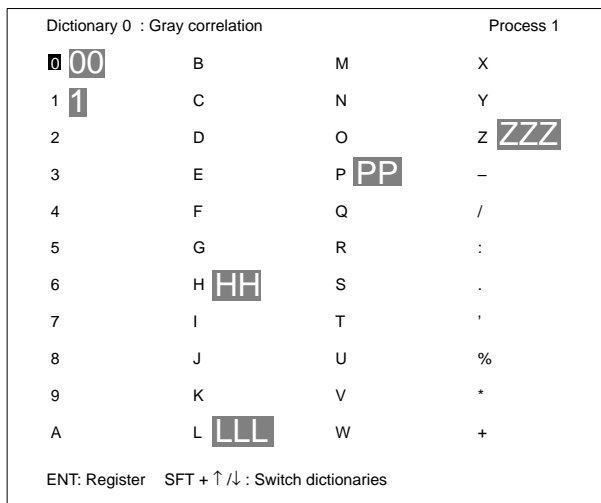 Dictionary 0 : Gray correlation Process 1
0 00 B M X
1 1 C N Y
2 D O Z ZZZ
3 E P PP –
4 F Q /
5 G R :
6 H HH S .
7 I T ’
8 J U %
9 K V *
A L LLL W +
ENT: Register SFT + ↑ /↓ : Switch dictionaries